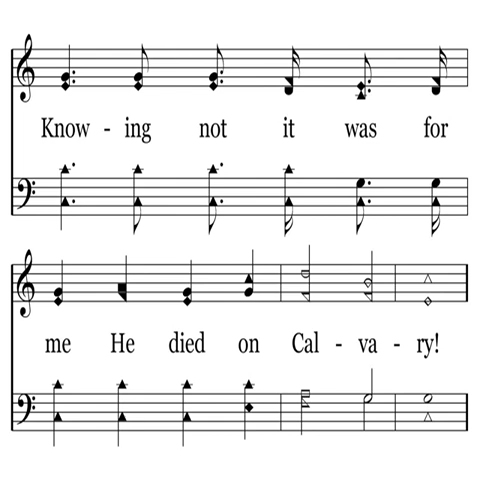 Know - ing not it was for
me He died on Cal - va - ry!